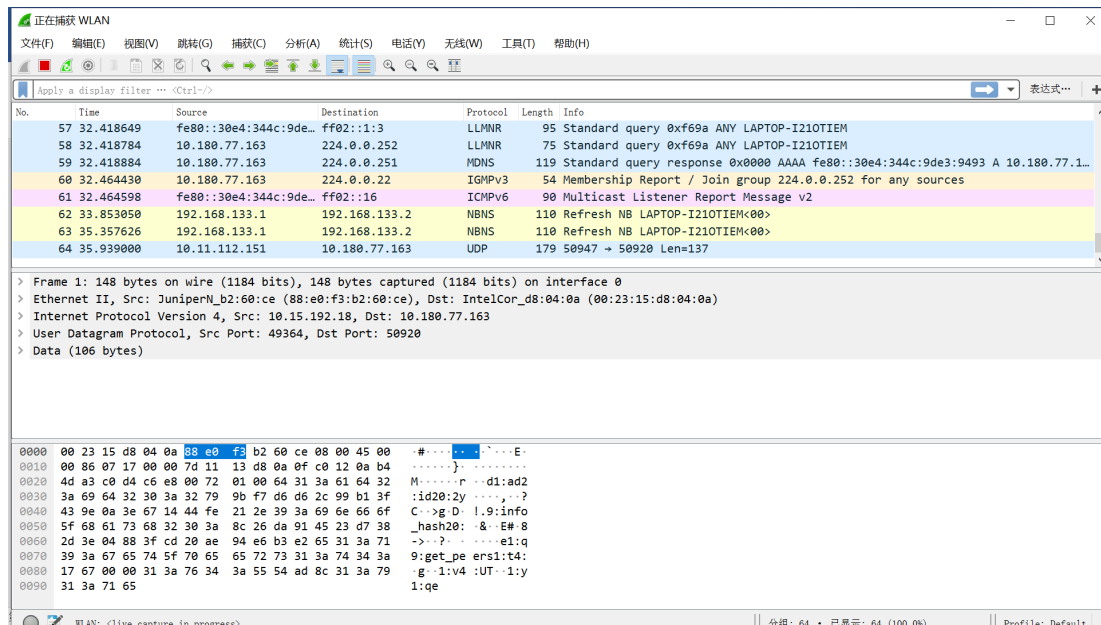 正在捕获 WLAN
文件(F) 编辑(E) 视图(V) 跳转(G) 捕获(C) 分析(A) 统计(S) 电话(Y) 无线(W) 工具(T) 帮助(H)
Apply a display filter … <Ctrl-/> 表达式…
No. Time Source Destination Protocol Length Info
57 32.418649 fe80::30e4:344c:9de… ff02::1:3 LLMNR 95 Standard query 0xf69a ANY LAPTOP-I21OTIEM
58 32.418784 10.180.77.163 224.0.0.252 LLMNR 75 Standard query 0xf69a ANY LAPTOP-I21OTIEM
59 32.418884 10.180.77.163 224.0.0.251 MDNS 119 Standard query response 0x0000 AAAA fe80::30e4:344c:9de3:9493 A 10.180.77.1…
60 32.464430 10.180.77.163 224.0.0.22 IGMPv3 54 Membership Report / Join group 224.0.0.252 for any sources
61 32.464598 fe80::30e4:344c:9de… ff02::16 ICMPv6 90 Multicast Listener Report Message v2
62 33.853050 192.168.133.1 192.168.133.2 NBNS 110 Refresh NB LAPTOP-I21OTIEM<00>
63 35.357626 192.168.133.1 192.168.133.2 NBNS 110 Refresh NB LAPTOP-I21OTIEM<00>
64 35.939000 10.11.112.151 10.180.77.163 UDP 179 50947 → 50920 Len=137
> Frame 1: 148 bytes on wire (1184 bits), 148 bytes captured (1184 bits) on interface 0
> Ethernet II, Src: JuniperN_b2:60:ce (88:e0:f3:b2:60:ce), Dst: IntelCor_d8:04:0a (00:23:15:d8:04:0a)
> Internet Protocol Version 4, Src: 10.15.192.18, Dst: 10.180.77.163
> User Datagram Protocol, Src Port: 49364, Dst Port: 50920
> Data (106 bytes)
0000 00 23 15 d8 04 0a 88 e0 f3 b2 60 ce 08 00 45 00 ·#···· ·· ·`···E·
0010 00 86 07 17 00 00 7d 11 13 d8 0a 0f c0 12 0a b4 ······}· ········
0020 4d a3 c0 d4 c6 e8 00 72 01 00 64 31 3a 61 64 32 M······r ··d1:ad2
0030 3a 69 64 32 30 3a 32 79 9b f7 d6 d6 2c 99 b1 3f :id20:2y ····,··?
0040 43 9e 0a 3e 67 14 44 fe 21 2e 39 3a 69 6e 66 6f C··>g·D· !.9:info
0050 5f 68 61 73 68 32 30 3a 8c 26 da 91 45 23 d7 38 _hash20: ·&··E#·8
0060 2d 3e 04 88 3f cd 20 ae 94 e6 b3 e2 65 31 3a 71 ->··?· · ····e1:q
0070 39 3a 67 65 74 5f 70 65 65 72 73 31 3a 74 34 3a 9:get_pe ers1:t4:
0080 17 67 00 00 31 3a 76 34 3a 55 54 ad 8c 31 3a 79 ·g··1:v4 :UT··1:y
0090 31 3a 71 65 1:qe
WLAN: <live capture in progress> 分组: 64 · 已显示: 64 (100.0%) Profile: Default